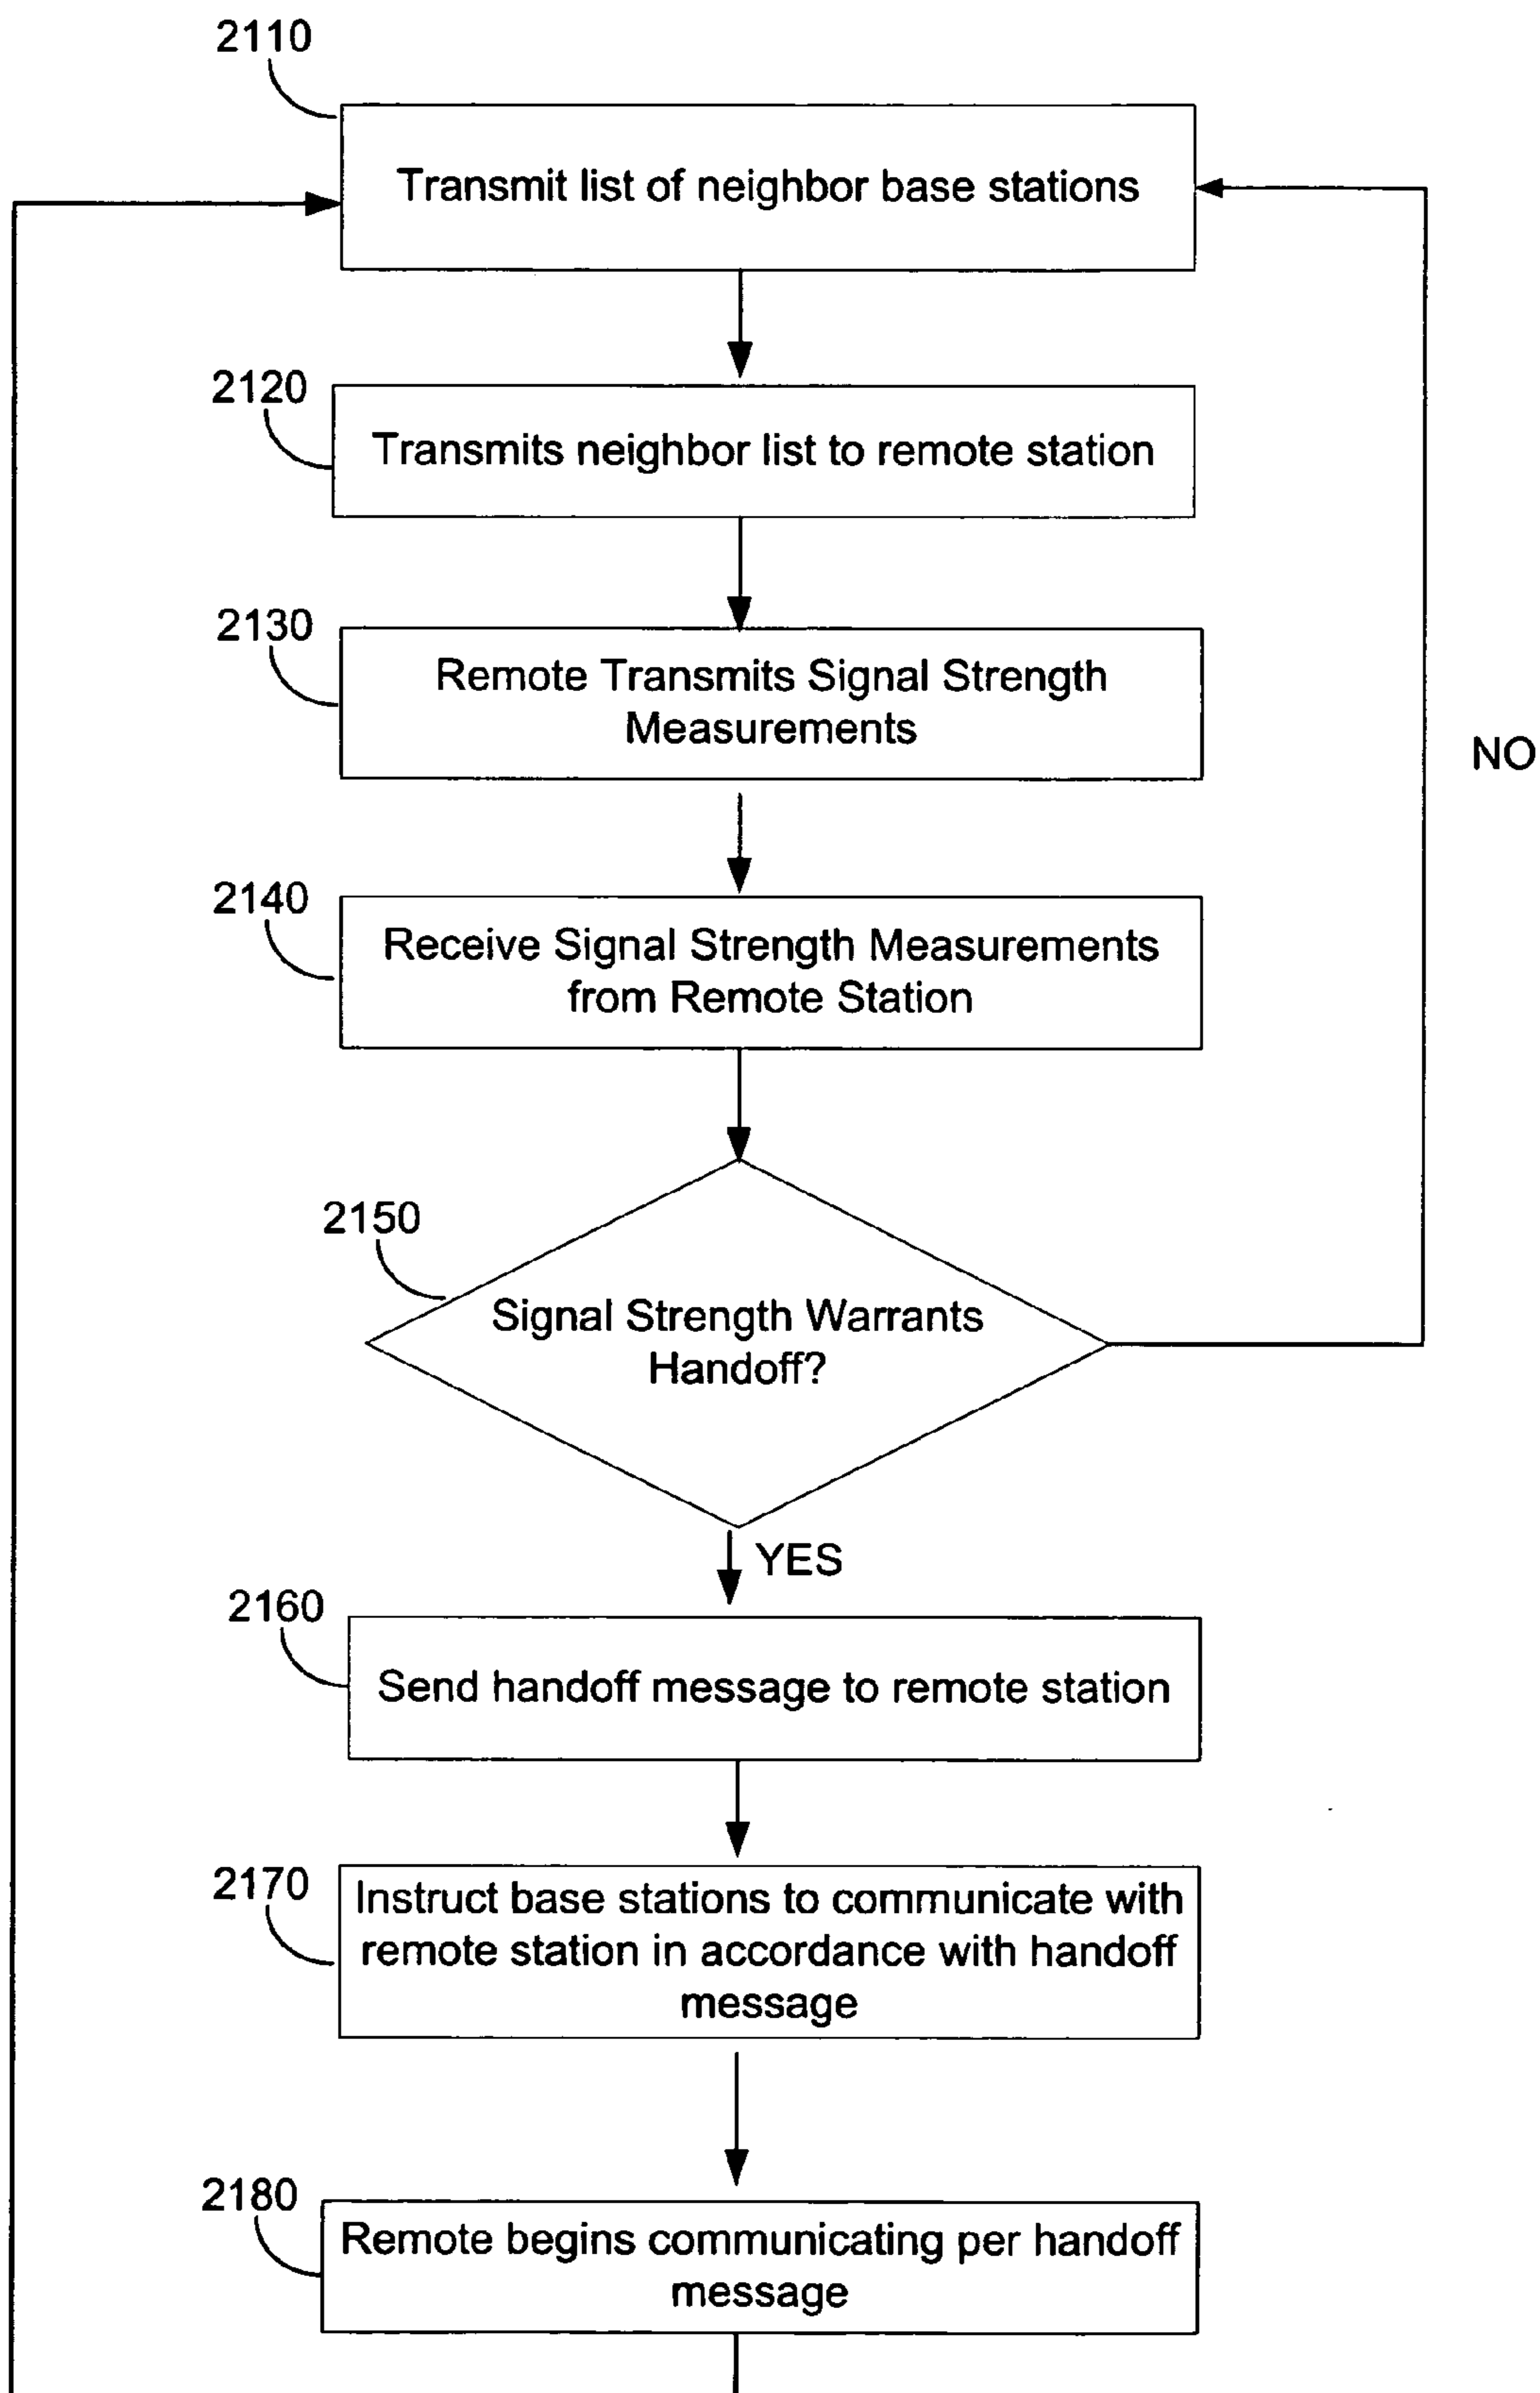 2110
Transmit list of neighbor base stations
2120
Transmits neighbor list to remote station
2130
Remote Transmits Signal Strength
Measurements
NO
2140
Receive Signal Strength Measurements
from Remote Station
2150
Signal Strength Warrants
Handoff?
YES
2160
Send handoff message to remote station
2170
Instruct base stations to communicate with
remote station in accordance with handoff
message
2180
Remote begins communicating per handoff
message